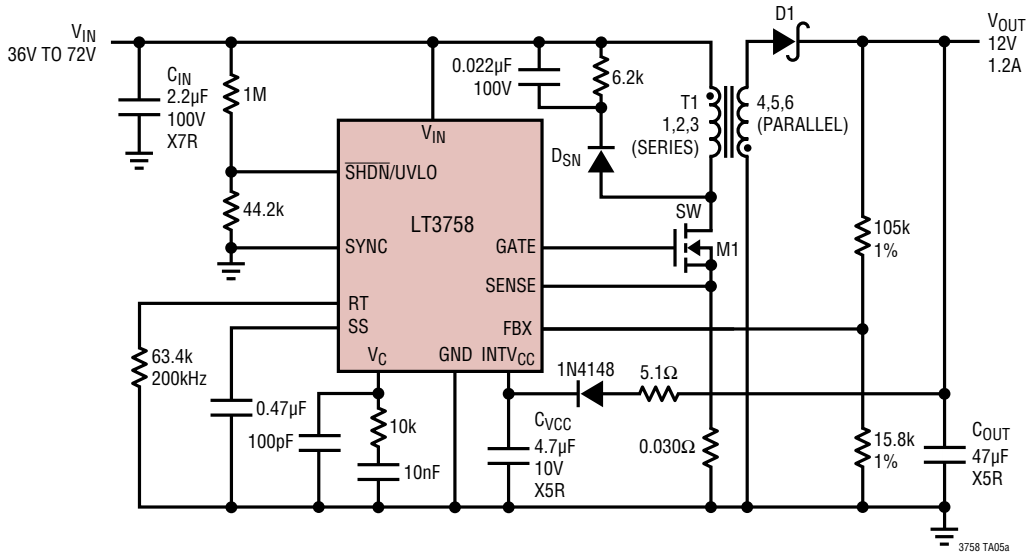 VIN
36V TO 72V
CIN
2.2µF
100V
X7R
1M
44.2k
0.022µF
100V
6.2k
DSN
T1
1,2,3
(SERIES)
4,5,6
(PARALLEL)
D1
VOUT
12V
1.2A
VIN
SHDN/UVLO
LT3758
SYNC
GATE
SENSE
RT
SS
FBX
VC
GND
INTVCC
SW
M1
105k
1%
63.4k
200kHz
0.47µF
100pF
10k
10nF
1N4148
5.1Ω
CVCC
4.7µF
10V
X5R
0.030Ω
15.8k
1%
COUT
47µF
X5R
3758 TA05a